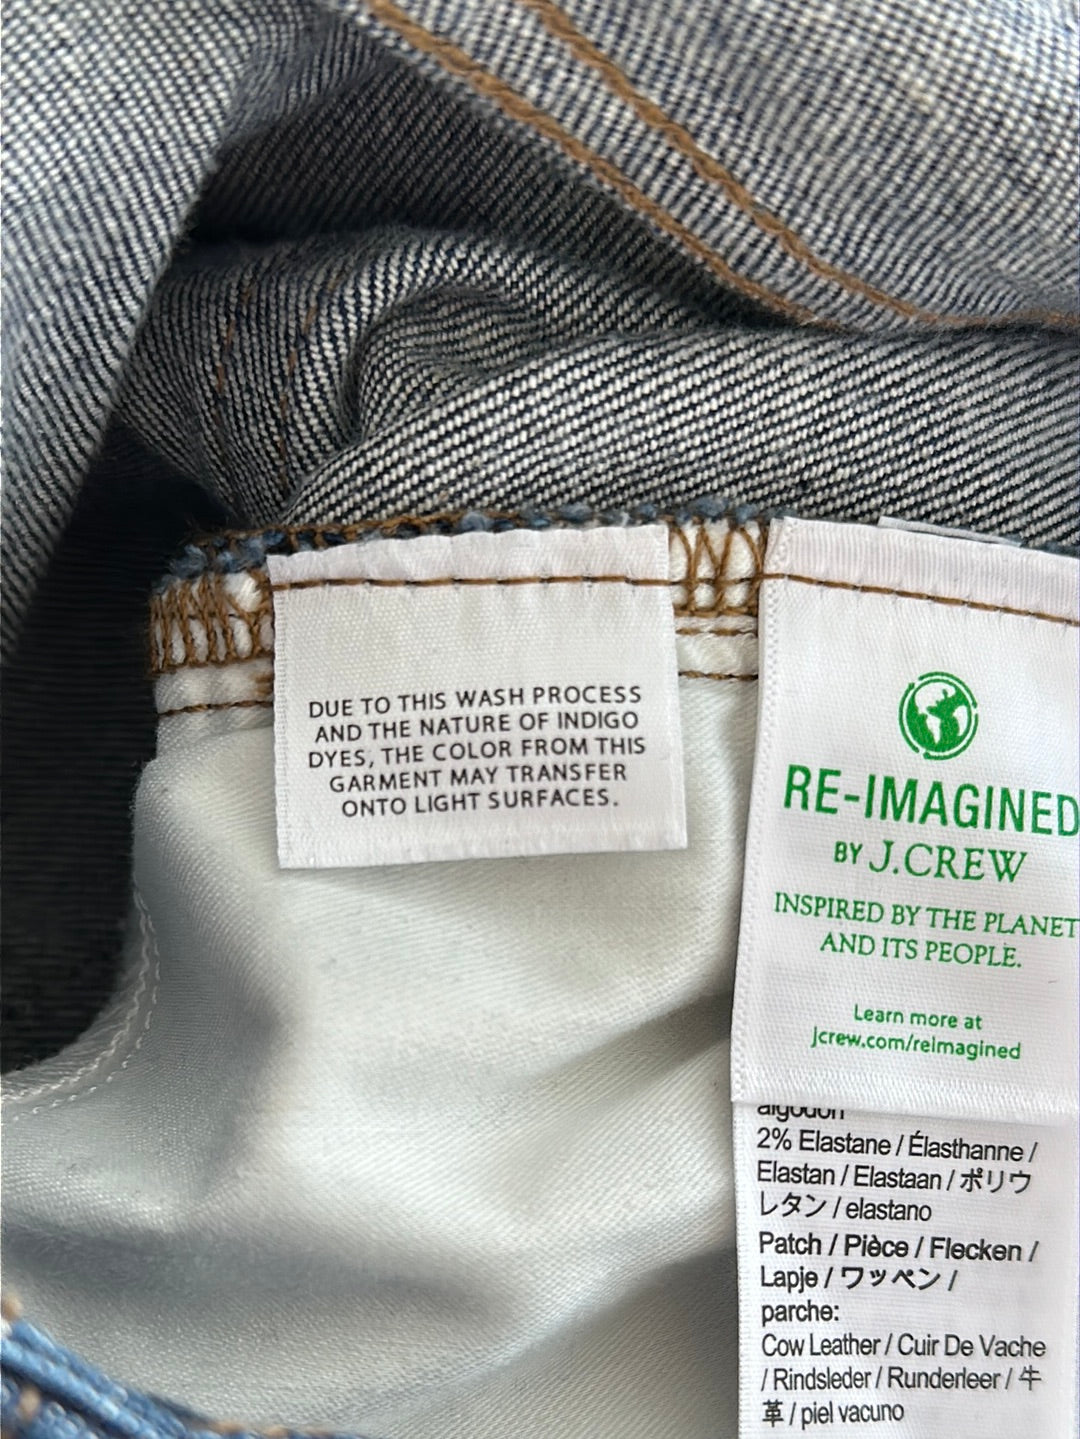 DUE TO THIS WASH PROCESS
AND THE NATURE OF INDIGO
DYES, THE COLOR FROM THIS
GARMENT MAY TRANSFER
ONTO LIGHT SURFACES.
RE-IMAGINED
BY J.CREW
INSPIRED BY THE PLANET
AND ITS PEOPLE.
Learn more at
jcrew.com/reimagined
algodon
2% Elastane / Élasthanne /
Elastan / Elastaan / ポリウ
レタン / elastano
Patch / Pièce / Flecken /
Lapje / ワッペン /
parche:
Cow Leather / Cuir De Vache
/ Rindsleder / Runderleer / 牛
革 / piel vacuno